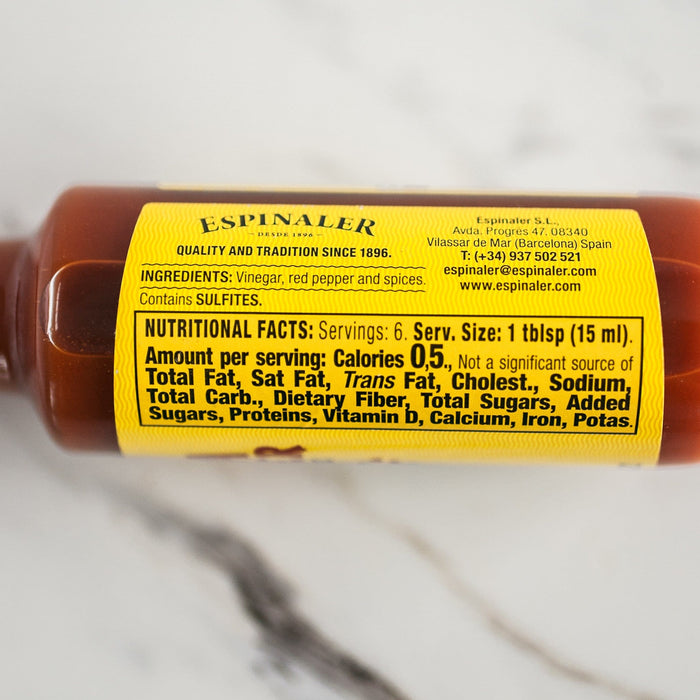 ESPINALER
DESDE 1896
QUALITY AND TRADITION SINCE 1896.
INGREDIENTS: Vinegar, red pepper and spices.
Contains SULFITES.
Espinaler S.L.,
Avda. Progrés 47. 08340
Vilassar de Mar (Barcelona) Spain
T: (+34) 937 502 521
espinaler@espinaler.com
www.espinaler.com
NUTRITIONAL FACTS: Servings: 6. Serv. Size: 1 tblsp (15 ml).
Amount per serving: Calories 0,5., Not a significant source of
Total Fat, Sat Fat, Trans Fat, Cholest., Sodium,
Total Carb., Dietary Fiber, Total Sugars, Added
Sugars, Proteins, Vitamin D, Calcium, Iron, Potas.